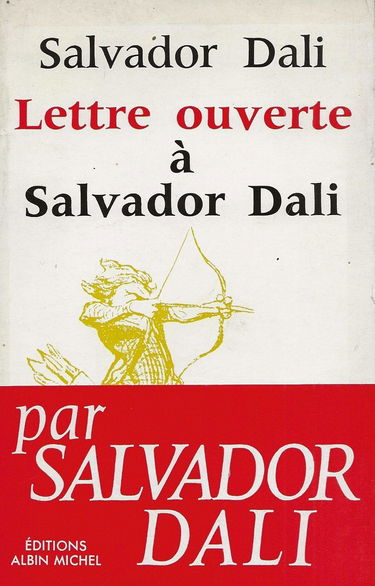 Salvador Dali
Lettre ouverte
à
Salvador Dali
par
SALVADOR
DALI
ÉDITIONS
ALBIN MICHEL